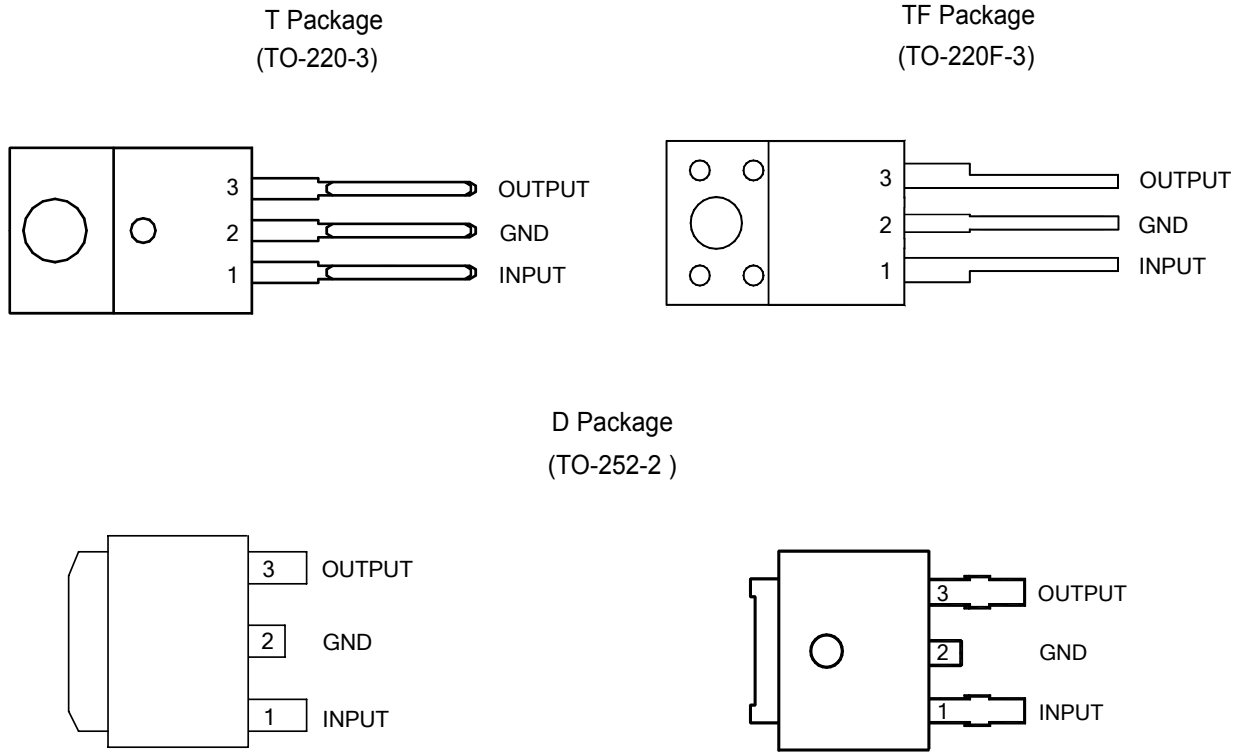 T Package
(TO-220-3)
TF Package
(TO-220F-3)
3 OUTPUT
2 GND
1 INPUT
3 OUTPUT
2 GND
1 INPUT
D Package
(TO-252-2 )
3 OUTPUT
2 GND
1 INPUT
3 OUTPUT
2 GND
1 INPUT